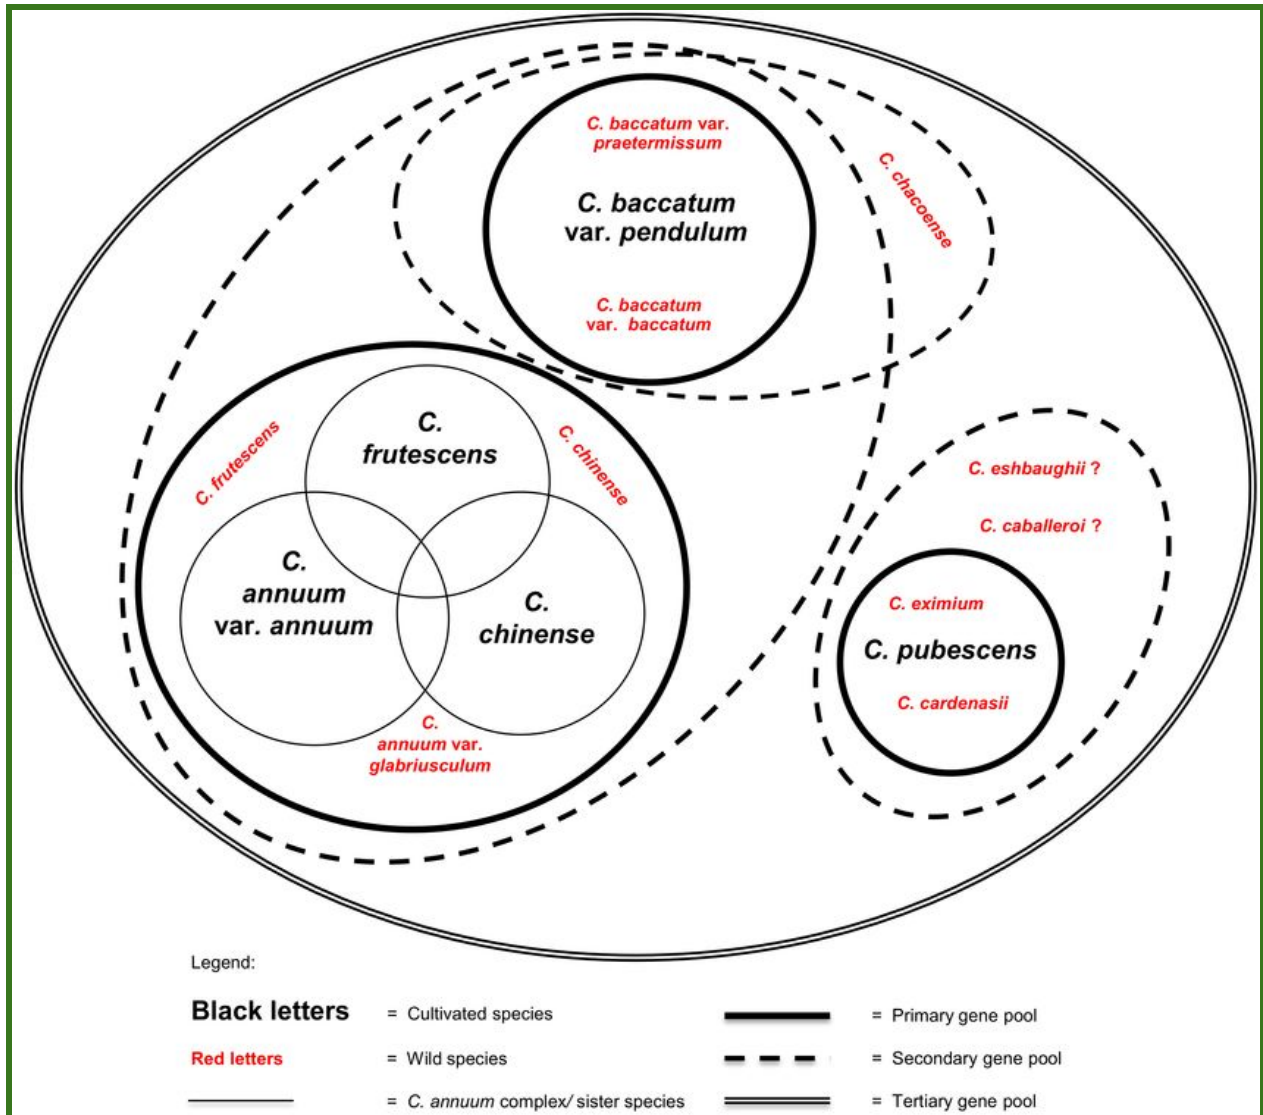 C. baccatum var.
praetermissum
C. baccatum
var. pendulum
C. baccatum
var. baccatum
C. chacoense
C.
frutescens
C. frutescens
C. chinense
C.
annuum
var. annuum
C.
chinense
C.
annuum var.
glabriusculum
C. eshbaughii ?
C. caballeroi ?
C. eximium
C. pubescens
C. cardenasii
Legend:
Black letters = Cultivated species
Red letters = Wild species
= C. annuum complex/ sister species
= Primary gene pool
= Secondary gene pool
= Tertiary gene pool